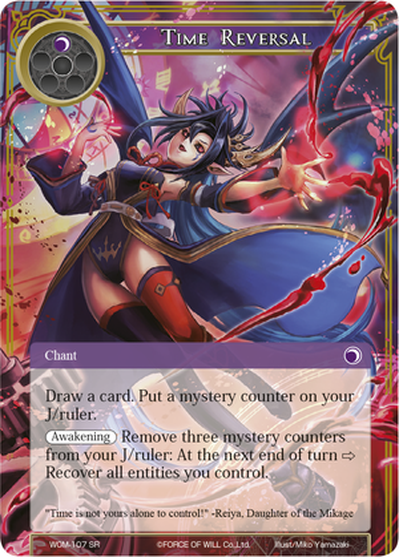 Time Reversal
Chant
Draw a card. Put a mystery counter on your
J/ruler.
Awakening Remove three mystery counters
from your J/ruler: At the next end of turn ⇨
Recover all entities you control.
"Time is not yours alone to control!" -Reiya, Daughter of the Mikage
WOM-107 SR ©FORCE OF WILL Co.,Ltd. Illust/Miko Yamazaki